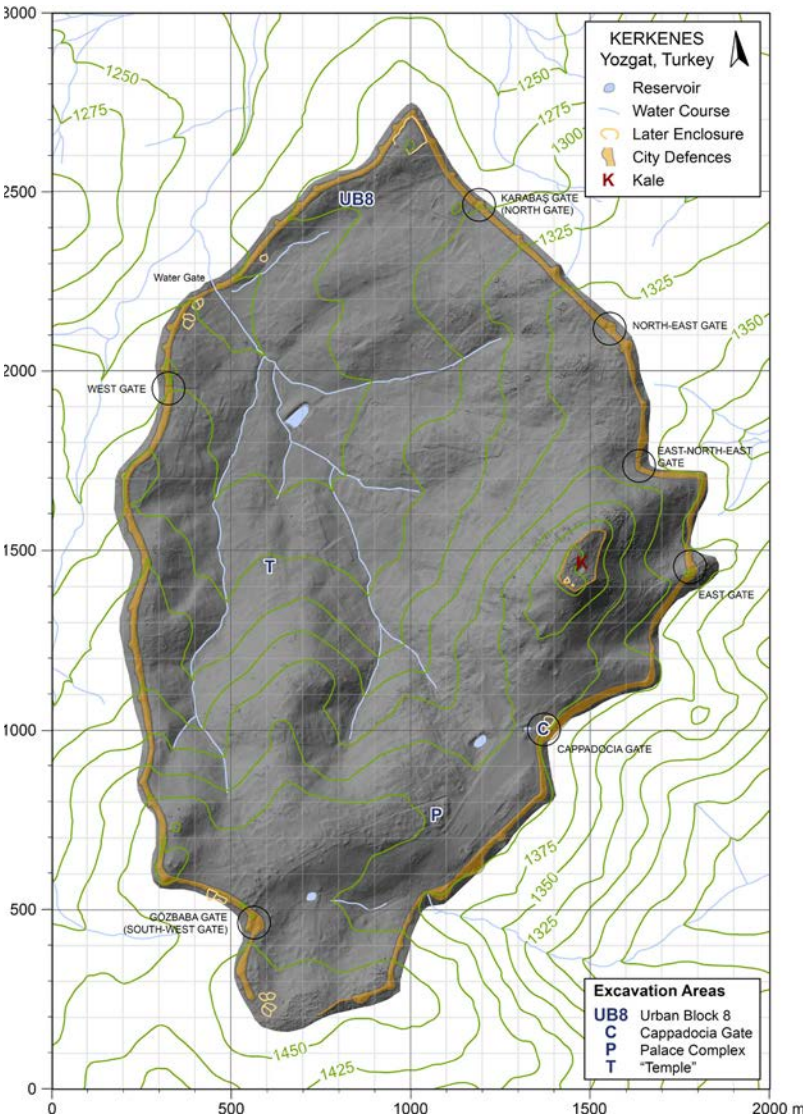 3000
1250
1275
1250
1275
1300
KERKENES
Yozgat, Turkey
Reservoir
Water Course
Later Enclosure
City Defences
K Kale
2500
UB8
KARABAŞ GATE
(NORTH GATE)
1325
Water Gate
1325
NORTH-EAST GATE
1350
2000
WEST GATE
EAST-NORTH-EAST
GATE
1500
T
K
EAST GATE
1000
C
CAPPADOCIA GATE
P
1375
1350
1325
500
GÖZBABA GATE
(SOUTH-WEST GATE)
1450
1425
Excavation Areas
UB8 Urban Block 8
C Cappadocia Gate
P Palace Complex
T “Temple”
0
0 500 1000 1500 2000 m